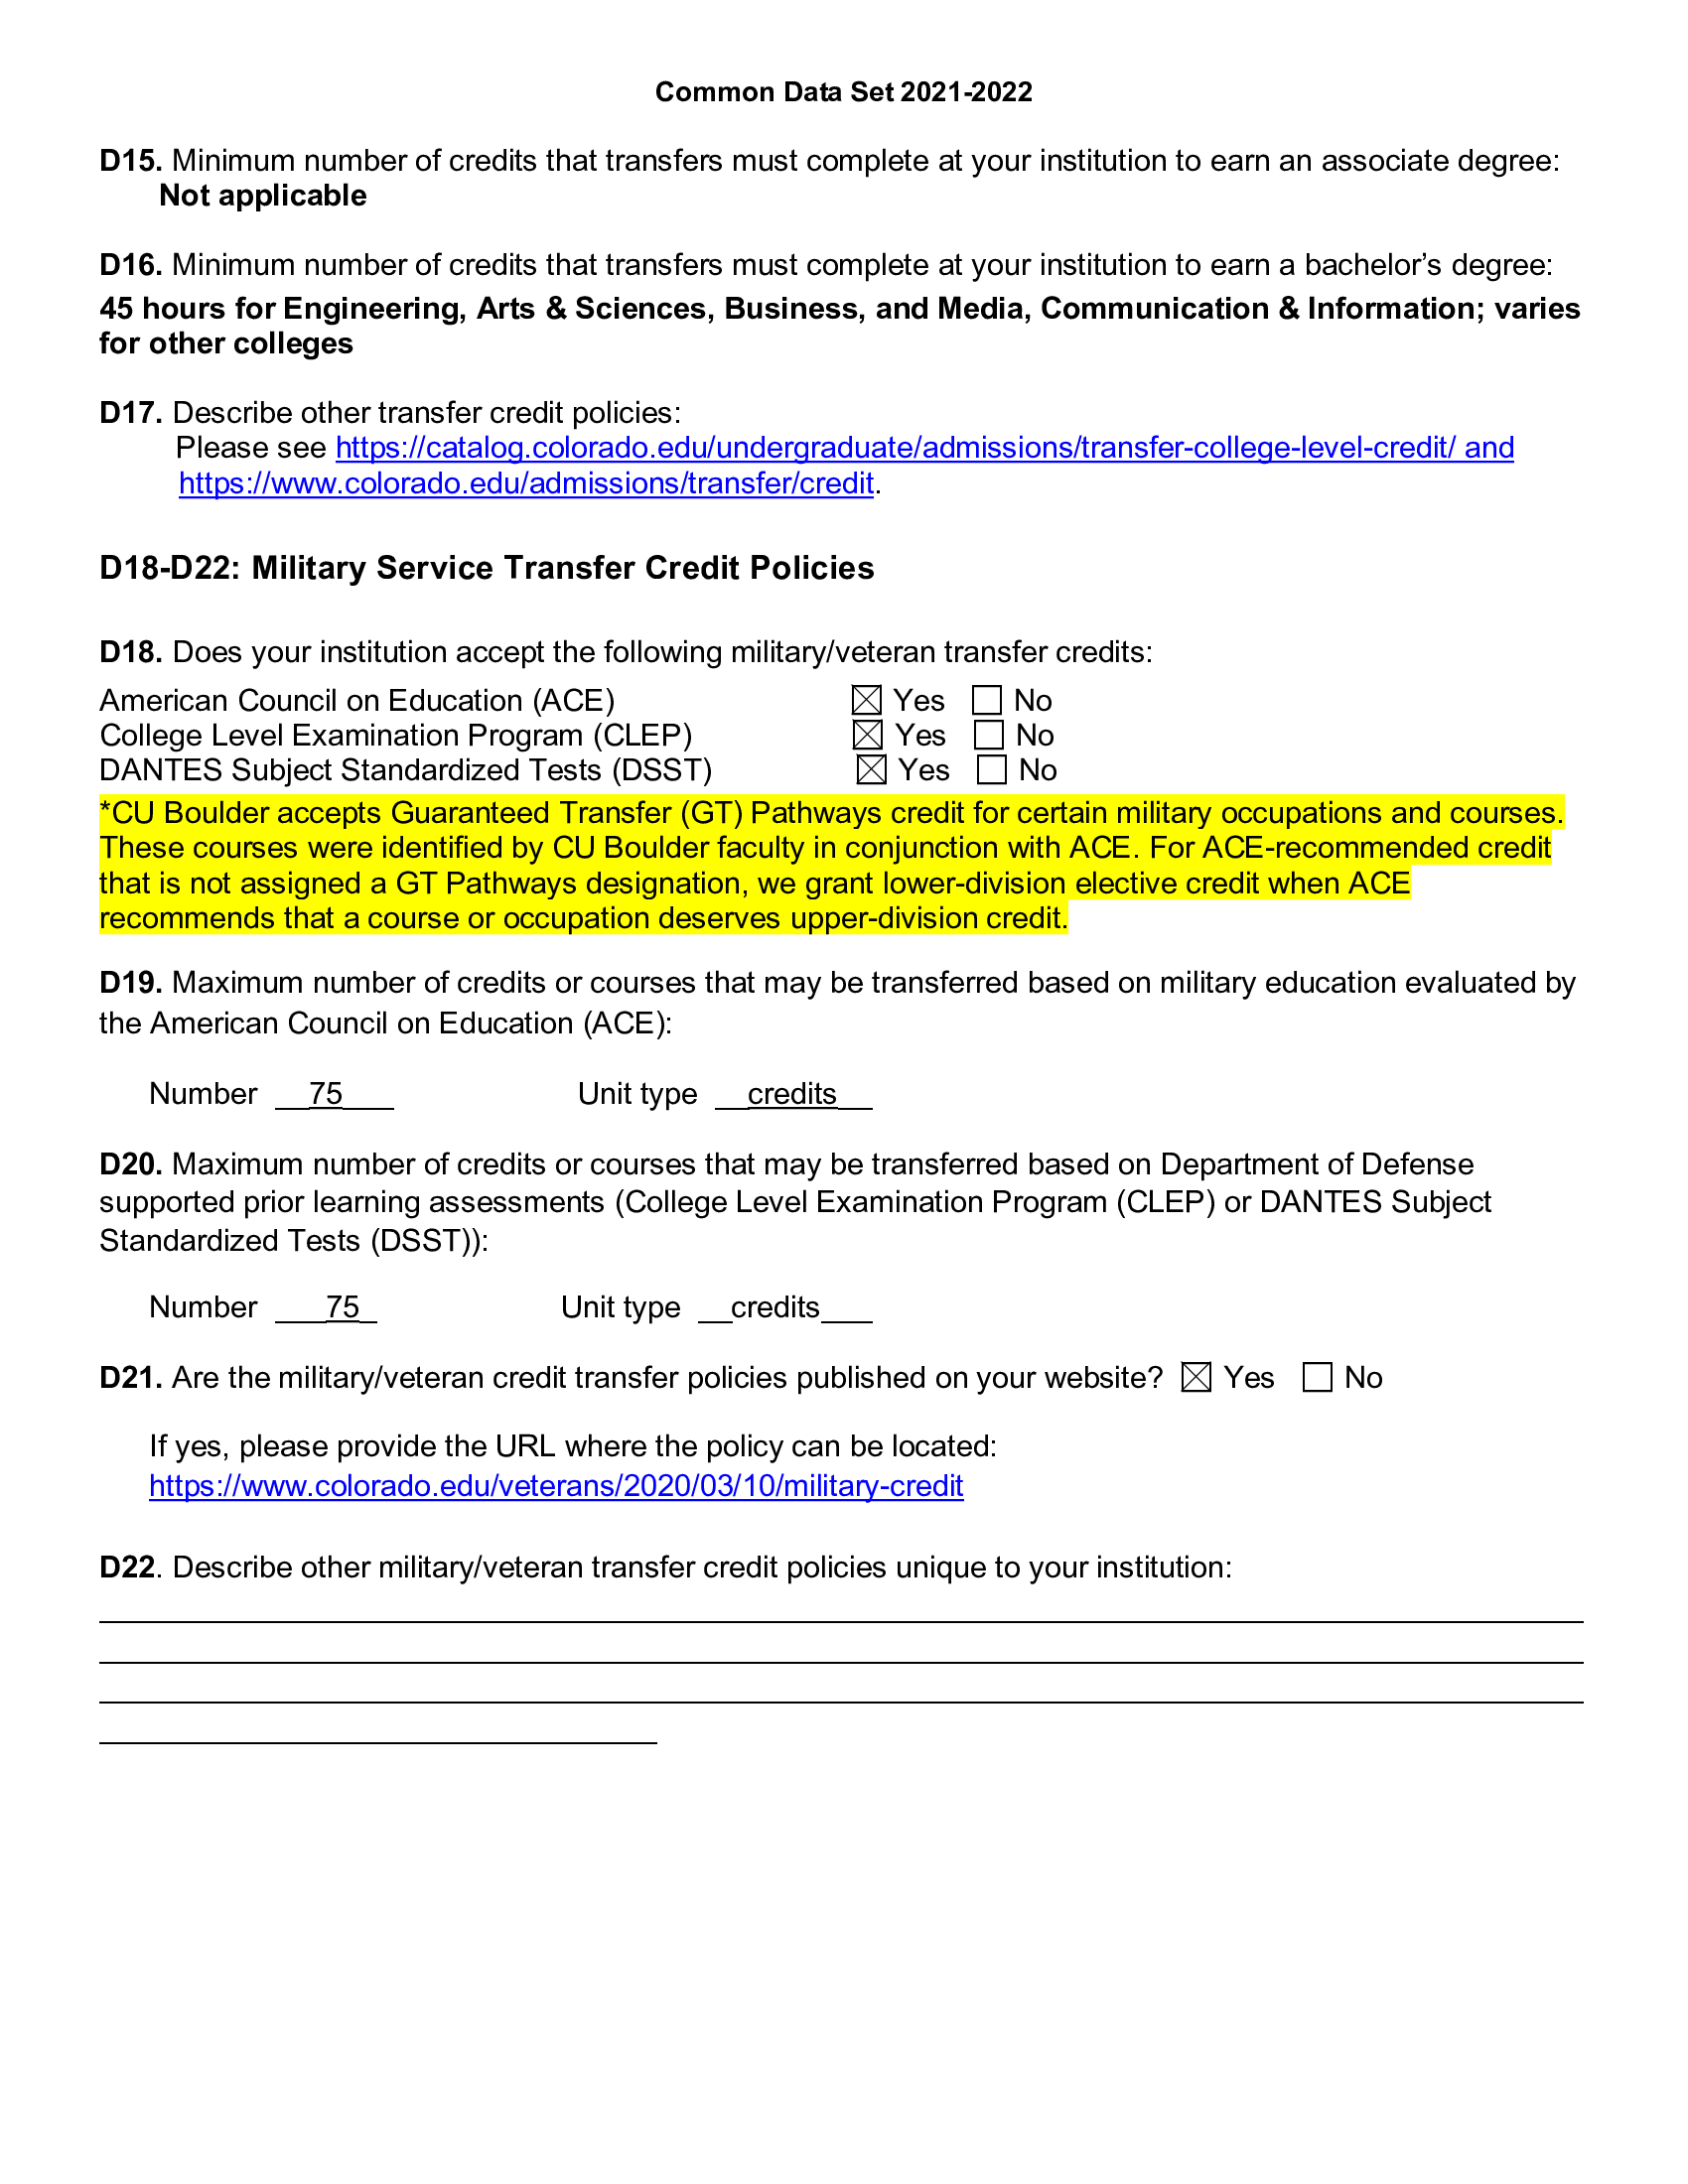 Common Data Set 2021-2022
D15. Minimum number of credits that transfers must complete at your institution to earn an associate degree:
Not applicable
D16. Minimum number of credits that transfers must complete at your institution to earn a bachelor’s degree:
45 hours for Engineering, Arts & Sciences, Business, and Media, Communication & Information; varies
for other colleges
D17. Describe other transfer credit policies:
Please see https://catalog.colorado.edu/undergraduate/admissions/transfer-college-level-credit/ and
https://www.colorado.edu/admissions/transfer/credit.
D18-D22: Military Service Transfer Credit Policies
D18. Does your institution accept the following military/veteran transfer credits:
American Council on Education (ACE) ☒ Yes ☐ No
College Level Examination Program (CLEP) ☒ Yes ☐ No
DANTES Subject Standardized Tests (DSST) ☒ Yes ☐ No
*CU Boulder accepts Guaranteed Transfer (GT) Pathways credit for certain military occupations and courses.
These courses were identified by CU Boulder faculty in conjunction with ACE. For ACE-recommended credit
that is not assigned a GT Pathways designation, we grant lower-division elective credit when ACE
recommends that a course or occupation deserves upper-division credit.
D19. Maximum number of credits or courses that may be transferred based on military education evaluated by
the American Council on Education (ACE):
Number __75___ Unit type __credits__
D20. Maximum number of credits or courses that may be transferred based on Department of Defense
supported prior learning assessments (College Level Examination Program (CLEP) or DANTES Subject
Standardized Tests (DSST)):
Number ___75_ Unit type __credits___
D21. Are the military/veteran credit transfer policies published on your website? ☒ Yes ☐ No
If yes, please provide the URL where the policy can be located:
https://www.colorado.edu/veterans/2020/03/10/military-credit
D22. Describe other military/veteran transfer credit policies unique to your institution: